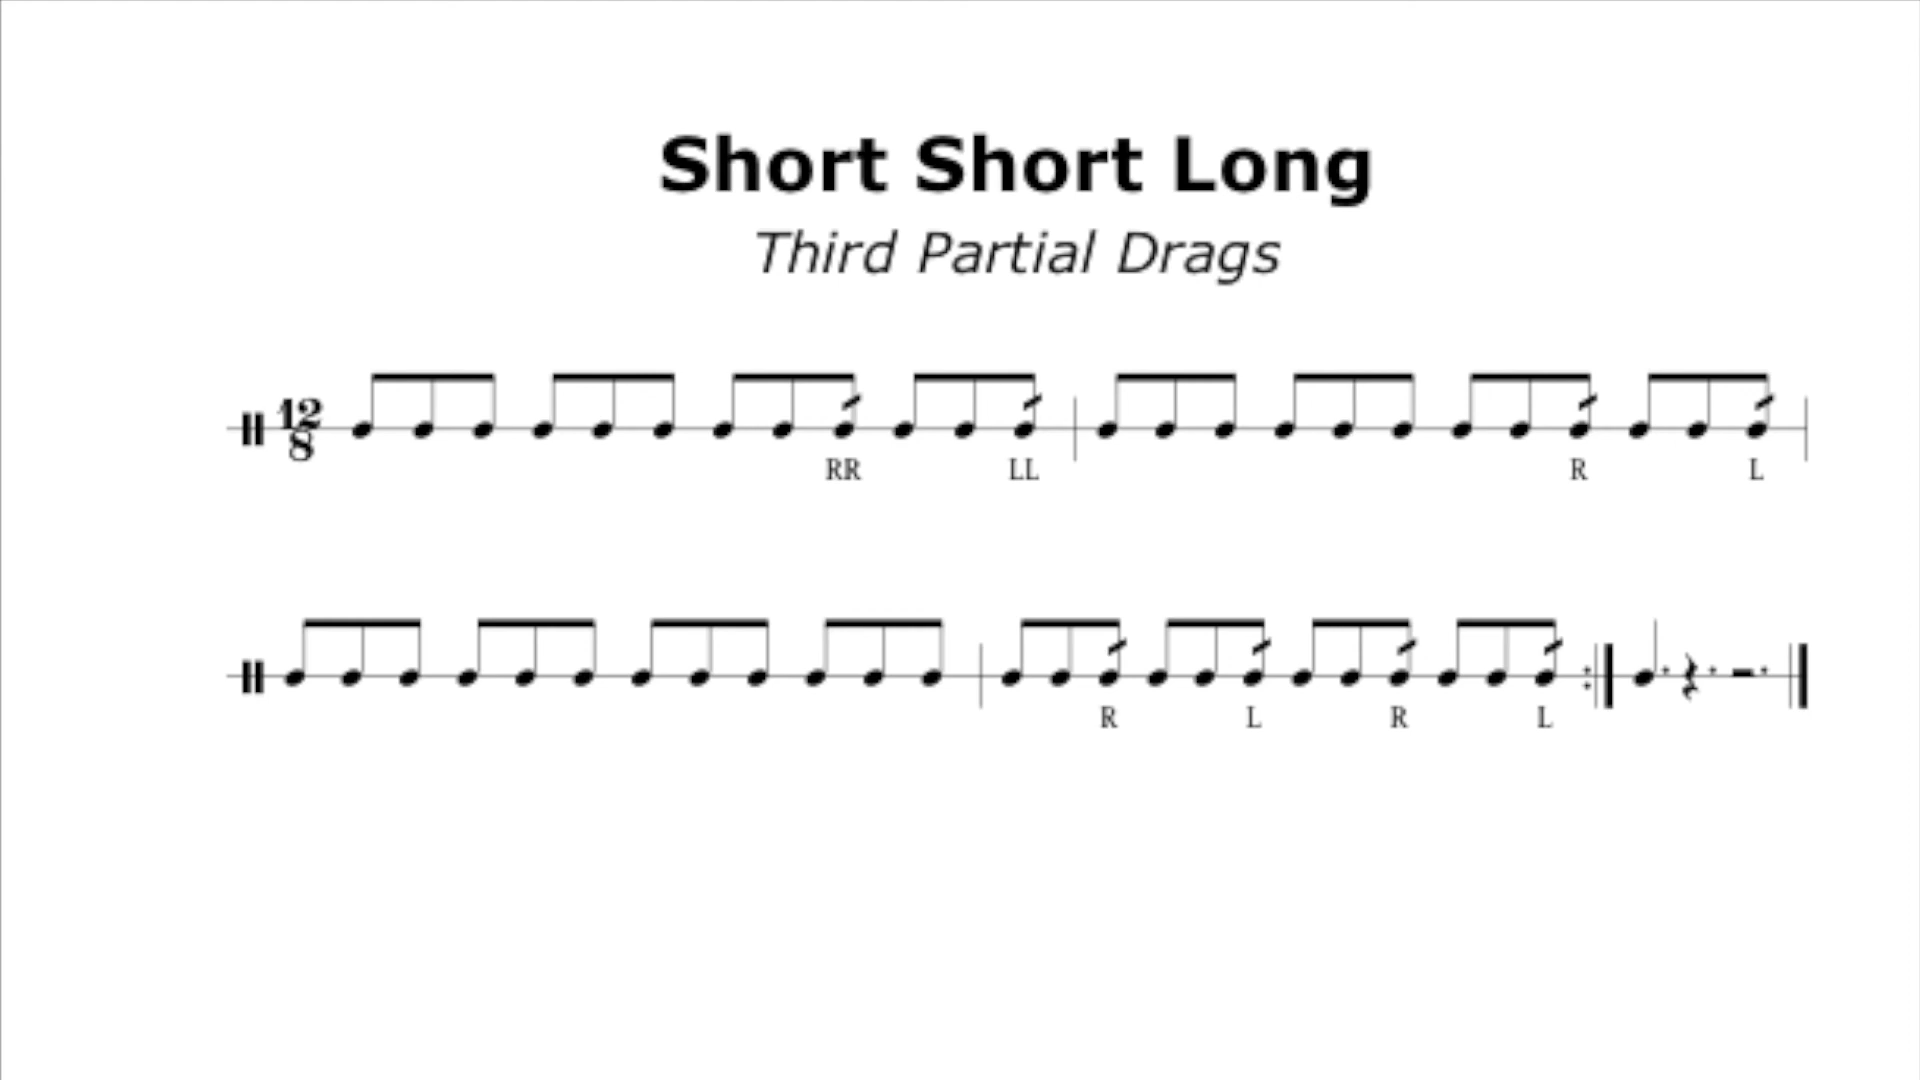 Short Short Long
Third Partial Drags
12
8
RR LL R L
R L R L